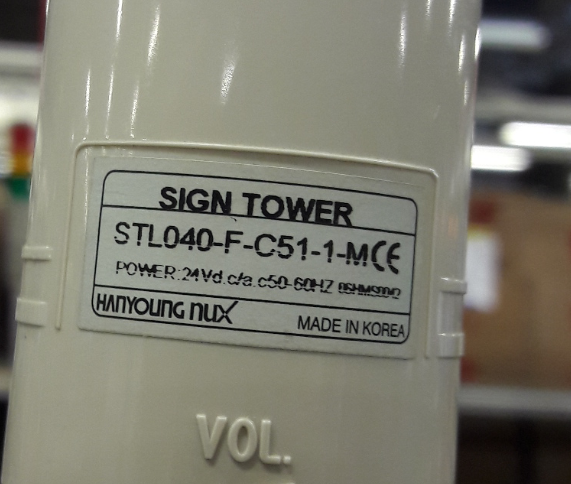 SIGN TOWER
STL040-F-C51-1-M CE
POWER:24Vd.c/a.c50-60HZ
HANYOUNG nux
MADE IN KOREA
VOL.